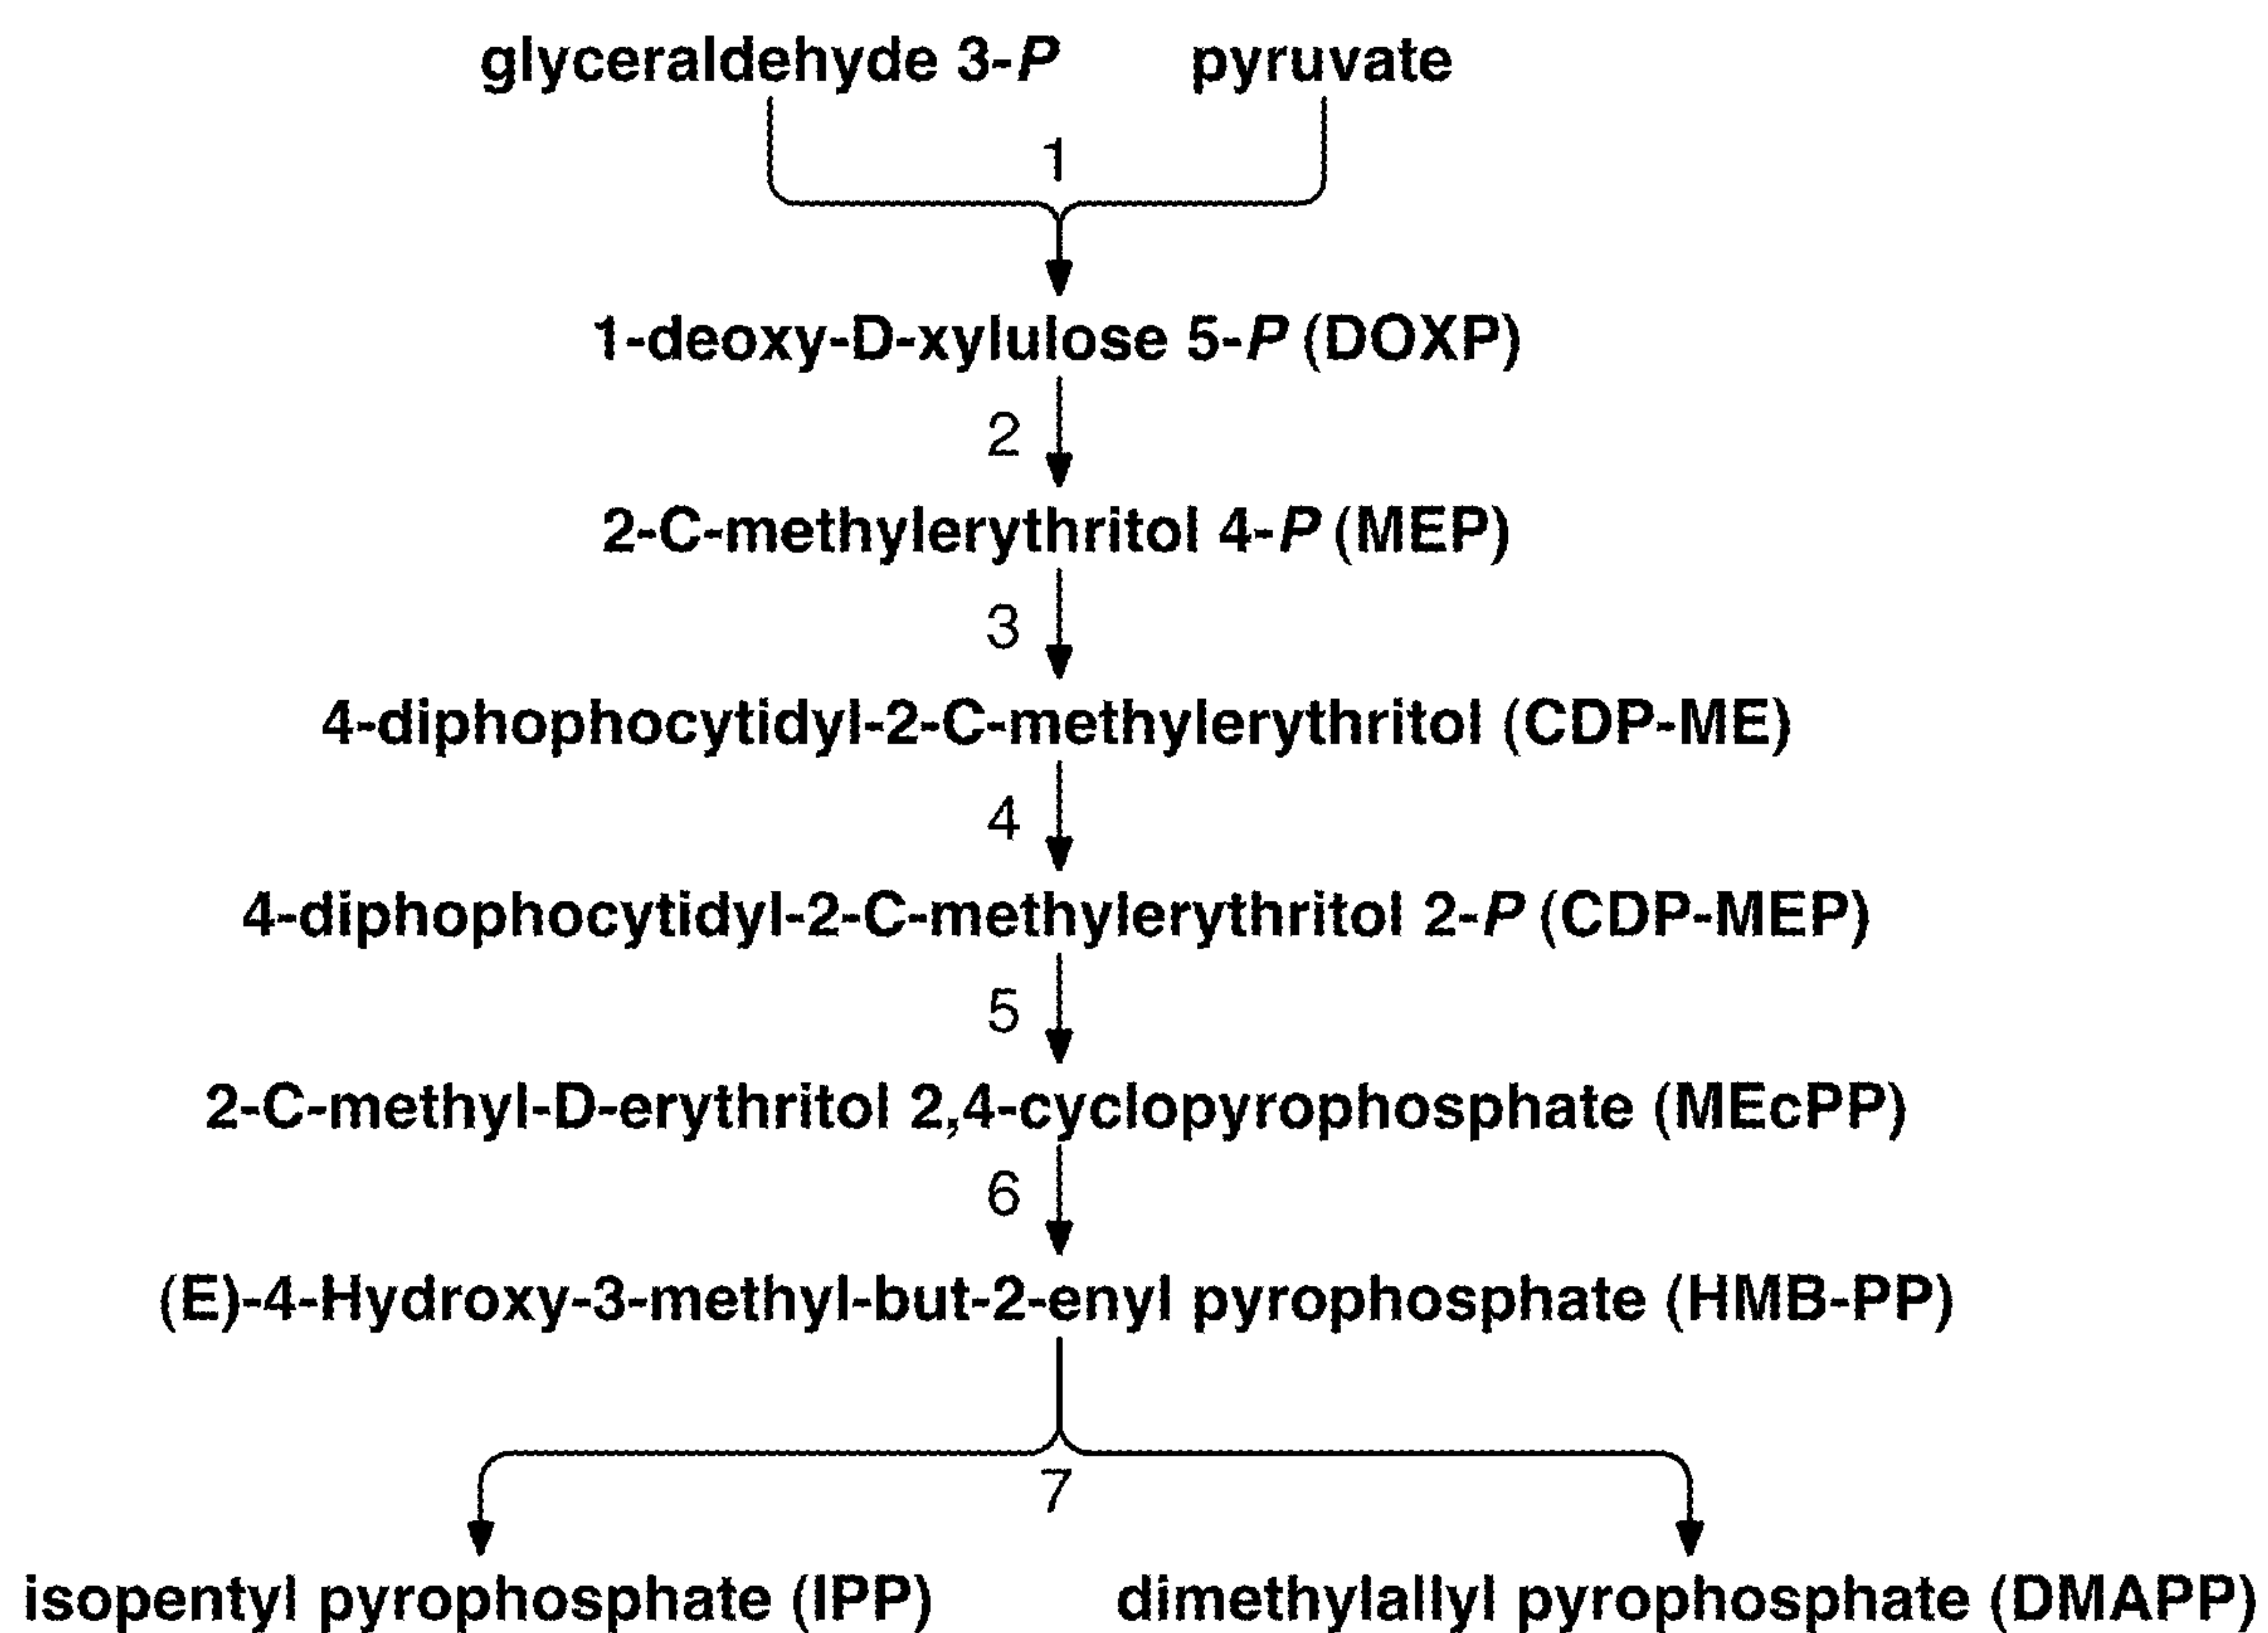 glyceraldehyde 3-P pyruvate
1
1-deoxy-D-xylulose 5-P (DOXP)
2
2-C-methylerythritol 4-P (MEP)
3
4-diphophocytidyl-2-C-methylerythritol (CDP-ME)
4
4-diphophocytidyl-2-C-methylerythritol 2-P (CDP-MEP)
5
2-C-methyl-D-erythritol 2,4-cyclopyrophosphate (MEcPP)
6
(E)-4-Hydroxy-3-methyl-but-2-enyl pyrophosphate (HMB-PP)
7
isopentyl pyrophosphate (IPP) dimethylallyl pyrophosphate (DMAPP)